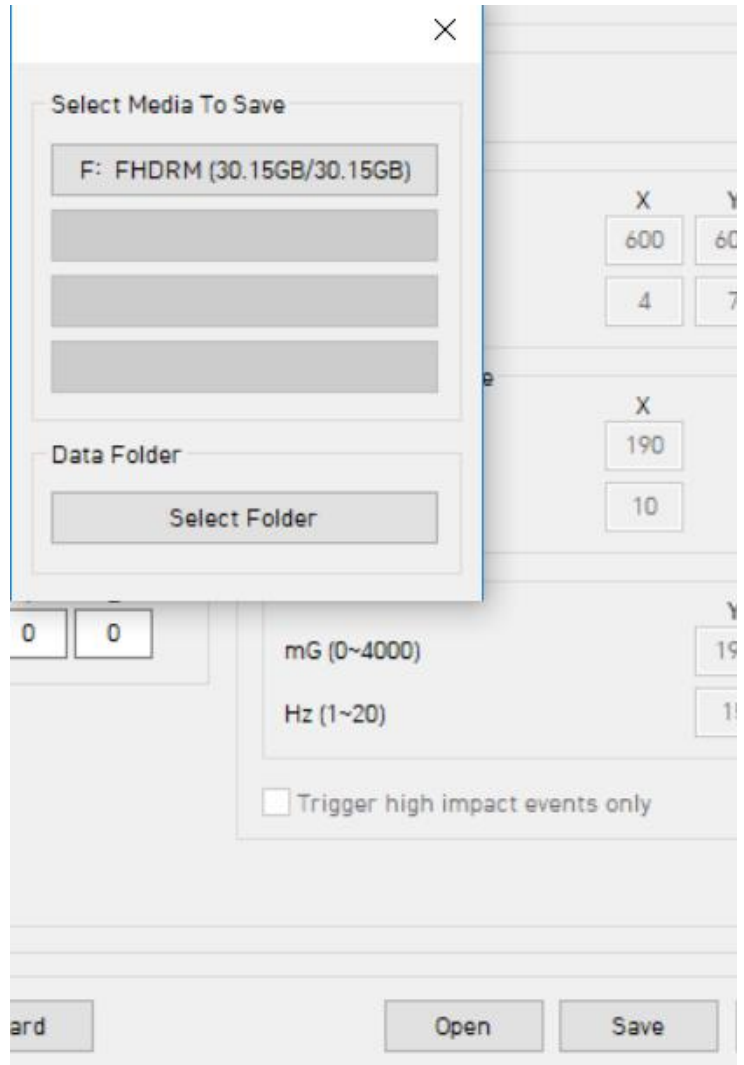 Select Media To Save
F: FHDRM (30.15GB/30.15GB)
X
600
4
X
190
10
Data Folder
Select Folder
0 0
mG (0~4000)
Hz (1~20)
Trigger high impact events only
Open Save